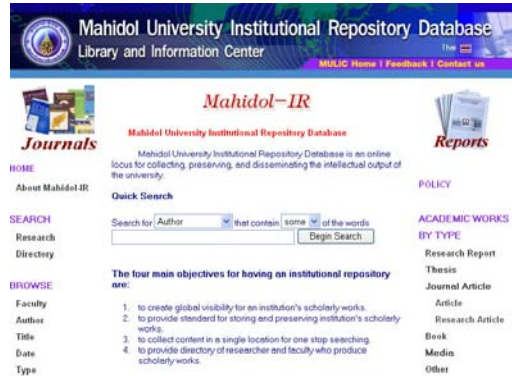 Mahidol University Institutional Repository Database
Library and Information Center
MULIC Home | Feedback | Contact us
Journals
HOME
About Mahidol-IR
SEARCH
Research
Directory
BROWSE
Faculty
Author
Title
Date
Type
Mahidol-IR
Mahidol University Institutional Repository Database
Mahidol University Institutional Repository Database is an online
locus for collecting, preserving, and disseminating the intellectual output of
the university.
Quick Search
Search for Author that contain some of the words
Begin Search
The four main objectives for having an institutional repository
are:
1. to create global visibility for an institution's scholarly works.
2. to provide standard for storing and preserving institution's scholarly
works.
3. to collect content in a single location for one stop searching.
4. to provide directory of researcher and faculty who produce
scholarly works.
Reports
POLICY
ACADEMIC WORKS
BY TYPE
Research Report
Thesis
Journal Article
Article
Research Article
Book
Media
Other